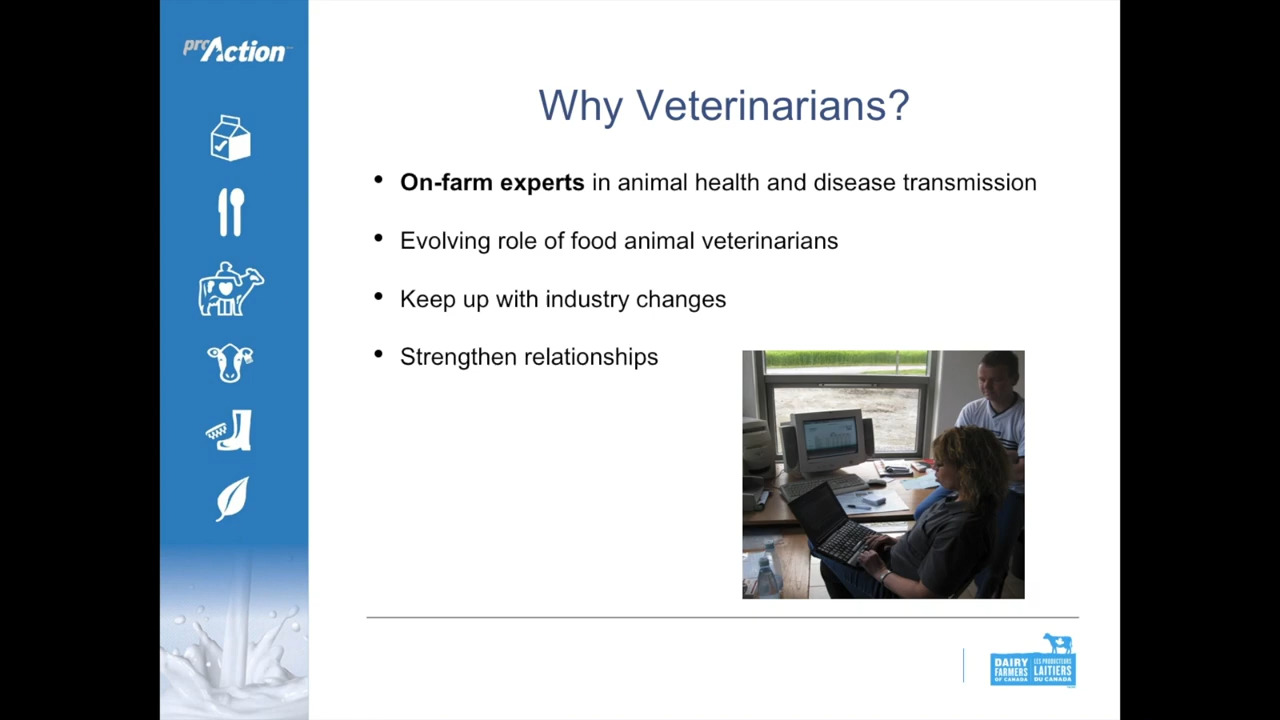 proAction
Why Veterinarians?
• On-farm experts in animal health and disease transmission
• Evolving role of food animal veterinarians
• Keep up with industry changes
• Strengthen relationships
DAIRY FARMERS OF CANADA
LES PRODUCTEURS LAITIERS DU CANADA